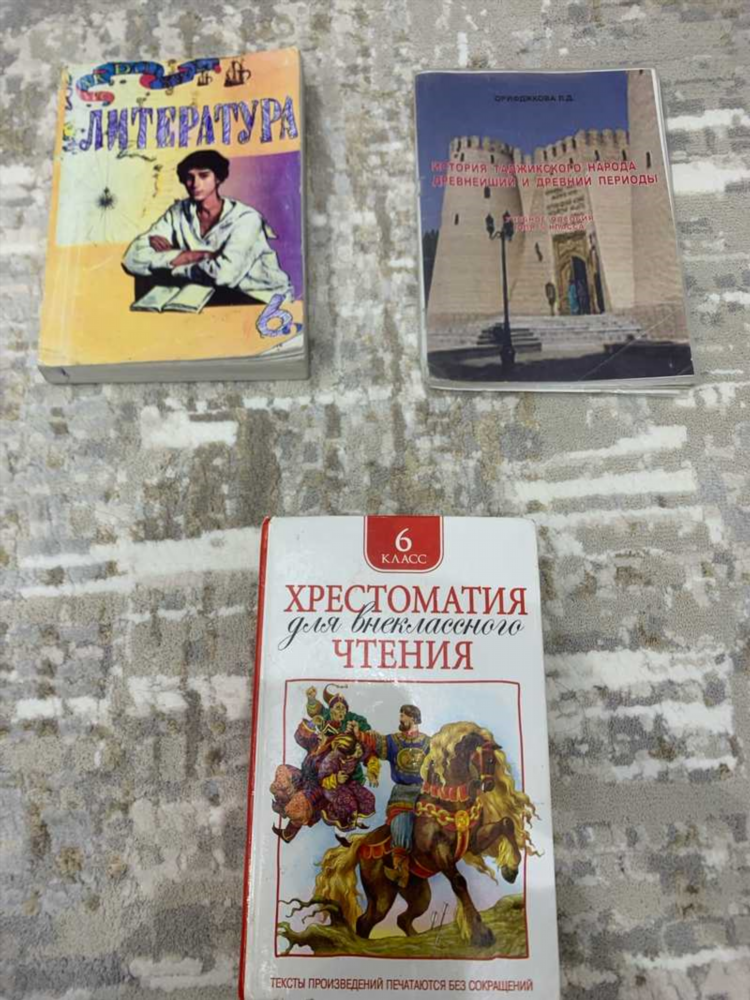 ЛИТЕРАТУРА
6
ОРИФДЖАНОВА П.Д.
ИСТОРИЯ ТАДЖИКСКОГО НАРОДА
ДРЕВНЕЙШИЙ И ДРЕВНИЙ ПЕРИОДЫ
6
КЛАСС
ХРЕСТОМАТИЯ
для внеклассного
ЧТЕНИЯ
ТЕКСТЫ ПРОИЗВЕДЕНИЙ ПЕЧАТАЮТСЯ БЕЗ СОКРАЩЕНИЙ